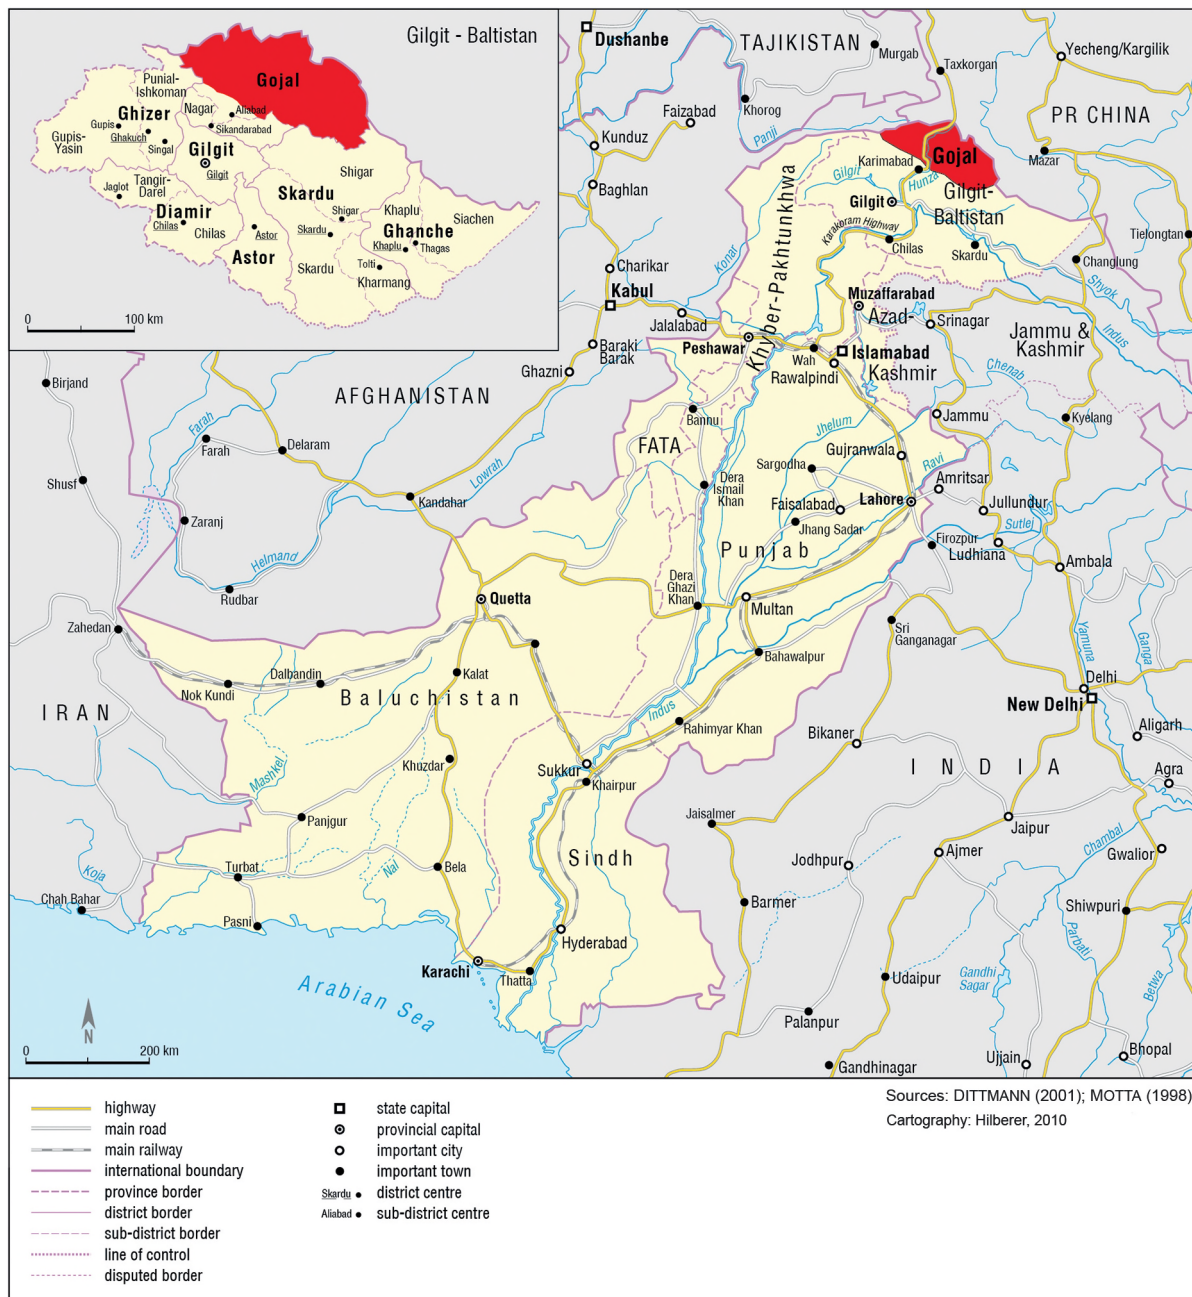 Gilgit - Baltistan
Gojal
Punial-
Ishkoman
Nagar
Aliabad
Ghizer
Gupis
Ghakuch
Sikandarabad
Gupis-
Yasin
Singal
Gilgit
Gilgit
Shigar
Jaglot
Tangir-
Darel
Skardu
Diamir
Chilas
Chilas
Shigar
Khaplu
Siachen
Astor
Skardu
Ghanche
Khaplu
Thagas
Astor
Skardu
Tolti
Kharmang
0
100 km
Dushanbe
TAJIKISTAN
Murgab
Yecheng/Kargilik
Taxkorgan
Khorog
Faizabad
PR CHINA
Kunduz
Panji
Mazar
Karimabad
Gojal
Baghlan
Gilgit
Hunza
Gilgit
Gilgit-
Baltistan
Khyber-Pakhtunkhwa
Karakoram Highway
Chilas
Skardu
Tielongtan
Changlung
Konar
Charikar
Shyok
Kabul
Muzaffarabad
Azad-
Kashmir
Jalalabad
Srinagar
Indus
Jammu &
Kashmir
Peshawar
Wah
Islamabad
Rawalpindi
Baraki
Barak
Ghazni
Chenab
Birjand
AFGHANISTAN
Bannu
Jammu
Kyelang
Farah
Farah
Delaram
FATA
Jhelum
Gujranwala
Ravi
Sargodha
Lowrah
Shusf
Kandahar
Dera
Ismail
Khan
Faisalabad
Lahore
Amritsar
Jullundur
Zaranj
Jhang Sadar
Sutlej
Punjab
Firozpur
Ludhiana
Ambala
Helmand
Rudbar
Dera
Ghazi
Khan
Quetta
Multan
Zahedan
Sri
Ganganagar
Yamuna
Ganga
Bahawalpur
Kalat
Dalbandin
Nok Kundi
Baluchistan
Delhi
New Delhi
IRAN
Indus
Rahimyar Khan
Bikaner
Aligarh
Khuzdar
Sukkur
Khairpur
INDIA
Agra
Mashkel
Panjgur
Jaisalmer
Jaipur
Chambal
Sindh
Jodhpur
Ajmer
Gwalior
Koja
Turbat
Nal
Bela
Chah Bahar
Pasni
Barmer
Shiwpuri
Hyderabad
Parbati
Karachi
Thatta
Udaipur
Gandhi
Sagar
Betwa
Arabian Sea
Palanpur
N
0
200 km
Gandhinagar
Ujjain
Bhopal
Sources: DITTMANN (2001); MOTTA (1998)
Cartography: Hilberer, 2010
highway
main road
main railway
international boundary
province border
district border
sub-district border
line of control
disputed border
state capital
provincial capital
important city
important town
Skardu
district centre
Aliabad
sub-district centre